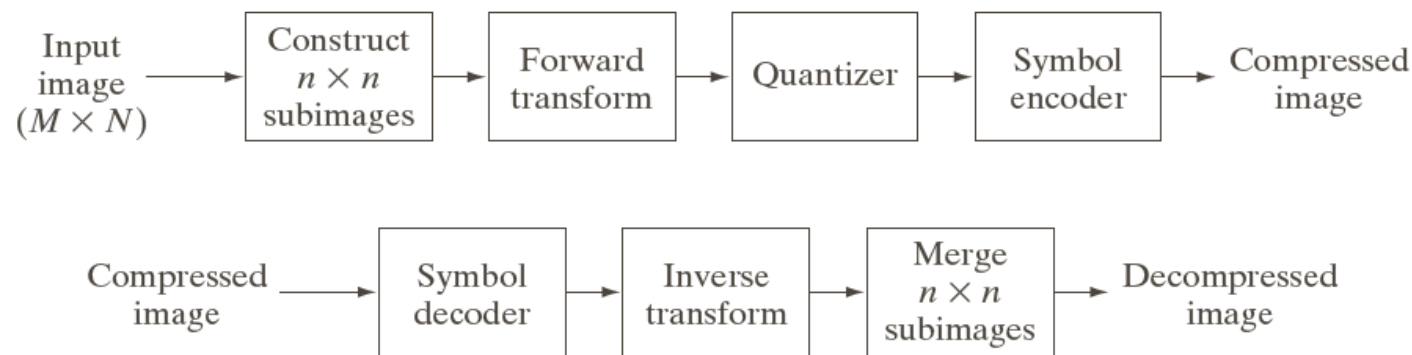 Input
image
(M × N)
Construct
n × n
subimages
Forward
transform
Quantizer
Symbol
encoder
Compressed
image
Compressed
image
Symbol
decoder
Inverse
transform
Merge
n × n
subimages
Decompressed
image